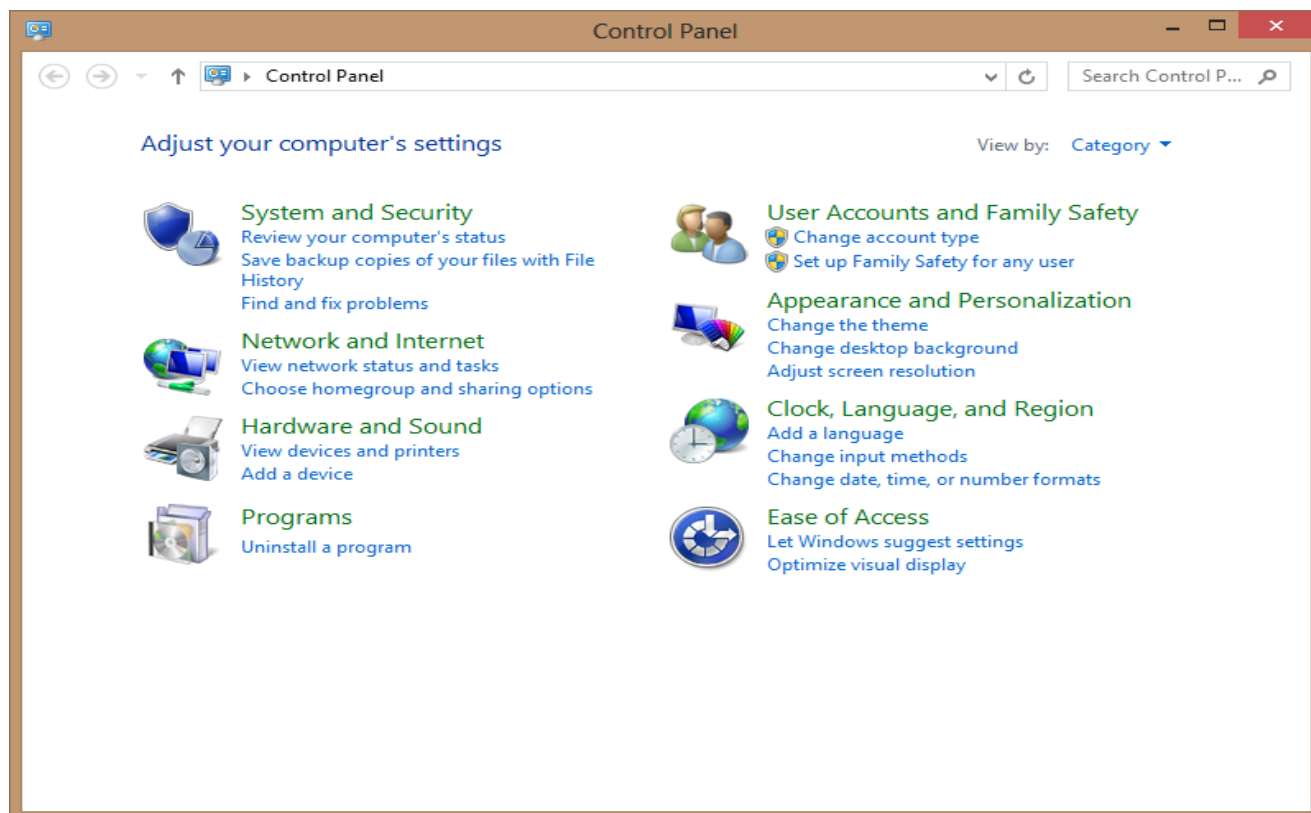 Control Panel
Control Panel
Search Control P...
Adjust your computer's settings
View by: Category
System and Security
Review your computer's status
Save backup copies of your files with File
History
Find and fix problems
Network and Internet
View network status and tasks
Choose homegroup and sharing options
Hardware and Sound
View devices and printers
Add a device
Programs
Uninstall a program
User Accounts and Family Safety
Change account type
Set up Family Safety for any user
Appearance and Personalization
Change the theme
Change desktop background
Adjust screen resolution
Clock, Language, and Region
Add a language
Change input methods
Change date, time, or number formats
Ease of Access
Let Windows suggest settings
Optimize visual display